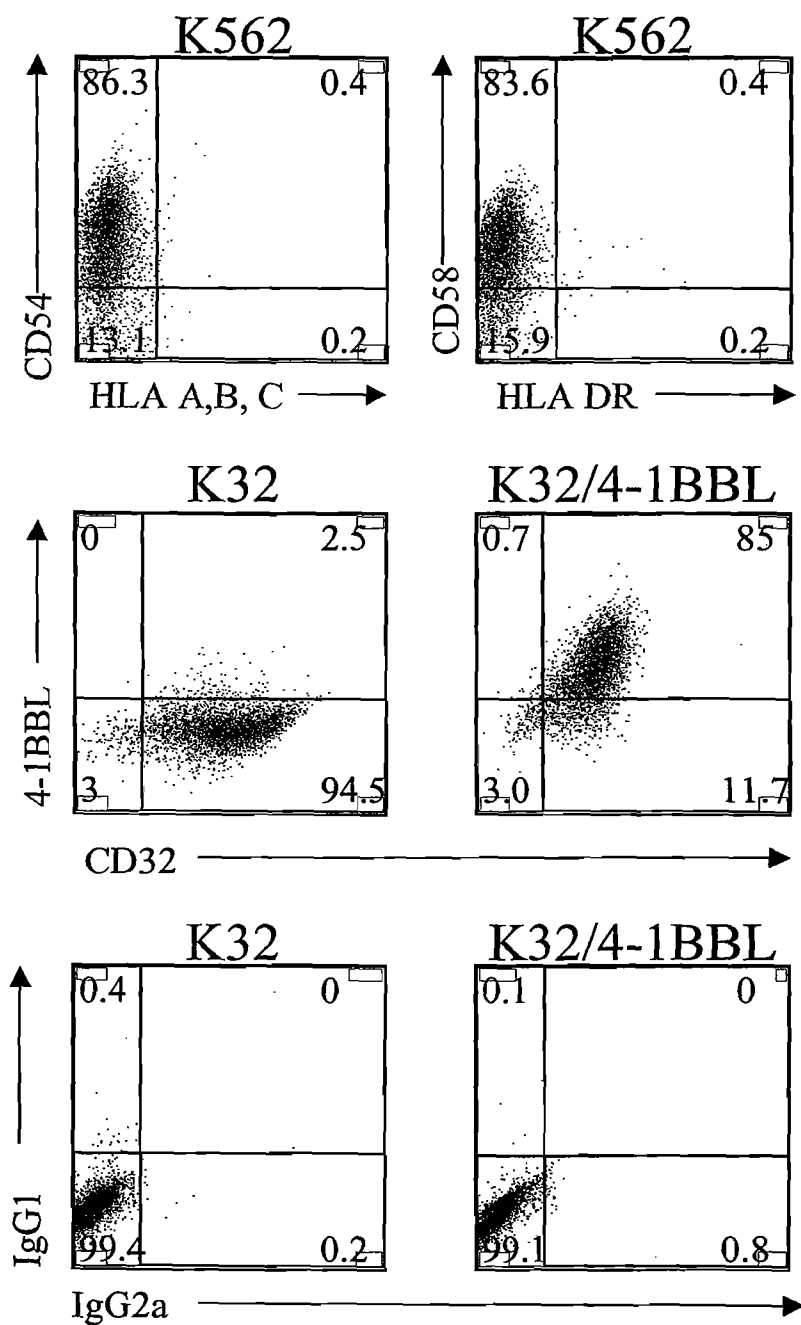 K562 K562
86.3 0.4 83.6 0.4
CD54 CD58
13.1 0.2 15.9 0.2
HLA A,B, C HLA DR
K32 K32/4-1BBL
0 2.5 0.7 85
4-1BBL
3 94.5 3.0 11.7
CD32
K32 K32/4-1BBL
0.4 0 0.1 0
IgG1
99.4 0.2 99.1 0.8
IgG2a